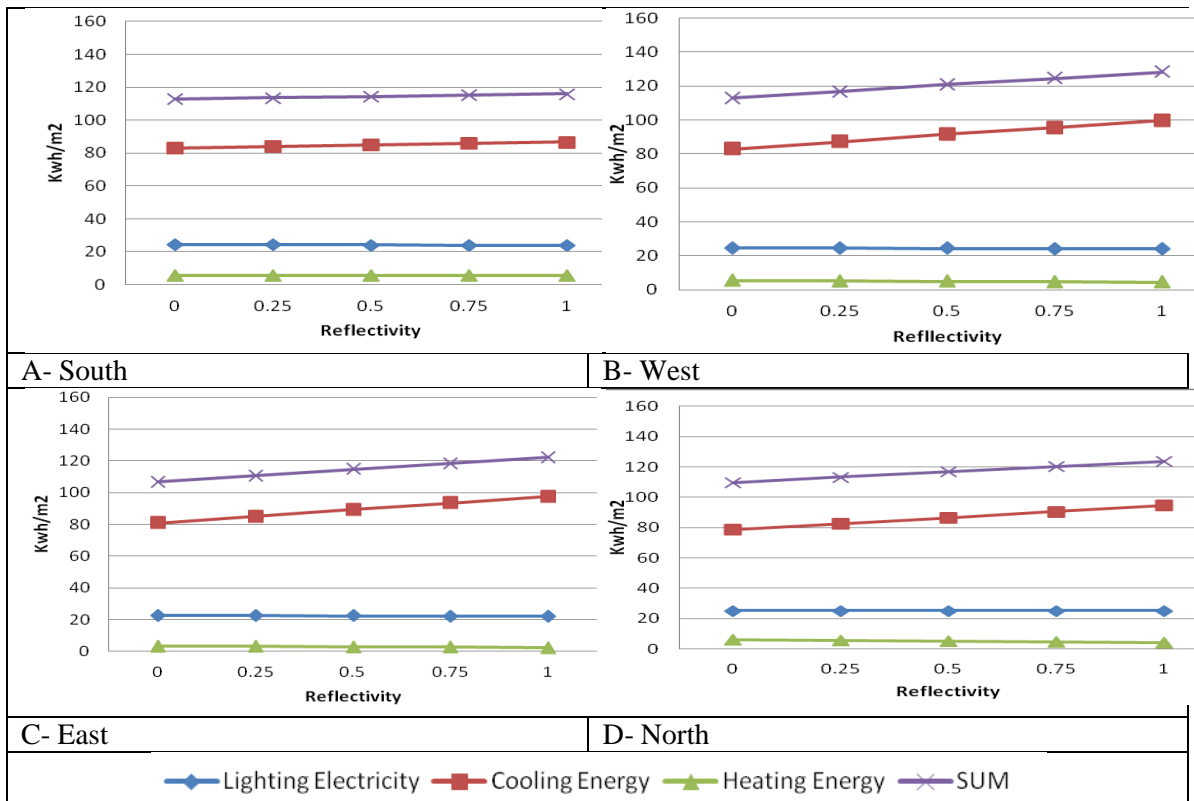 160
140
120
100
80
60
40
20
0
Kwh/m2
0 0.25 0.5 0.75 1
Reflectivity
A- South
160
140
120
100
80
60
40
20
0
Kwh/m2
0 0.25 0.5 0.75 1
Refllectivity
B- West
160
140
120
100
80
60
40
20
0
Kwh/m2
0 0.25 0.5 0.75 1
Reflectivity
C- East
160
140
120
100
80
60
40
20
0
Kwh/m2
0 0.25 0.5 0.75 1
Reflectivity
D- North
Lighting Electricity Cooling Energy Heating Energy SUM